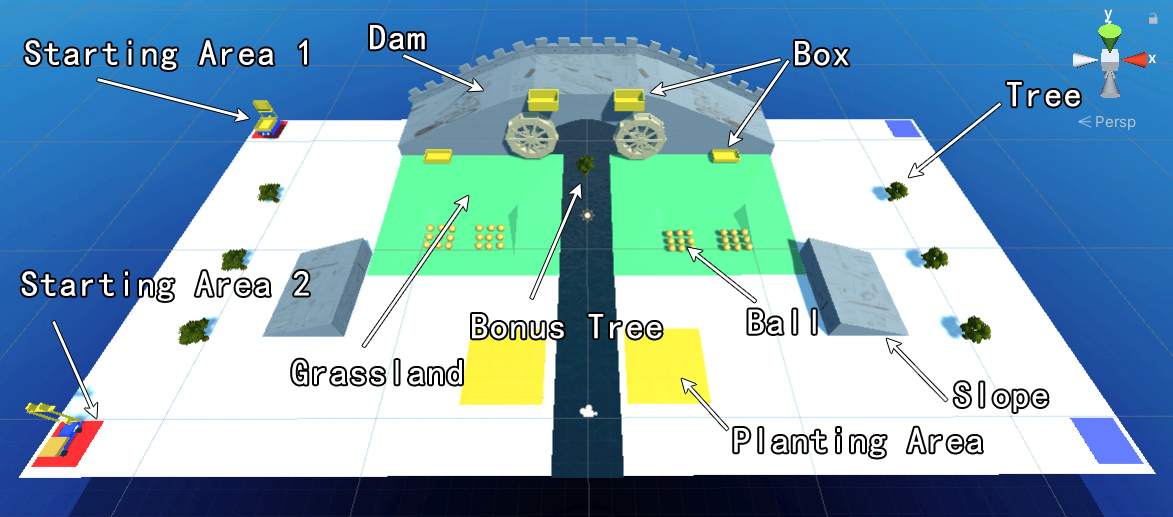 y
Dam
Starting Area 1
Box
x
Tree
Persp
Starting Area 2
Bonus Tree
Ball
Grassland
Slope
Planting Area